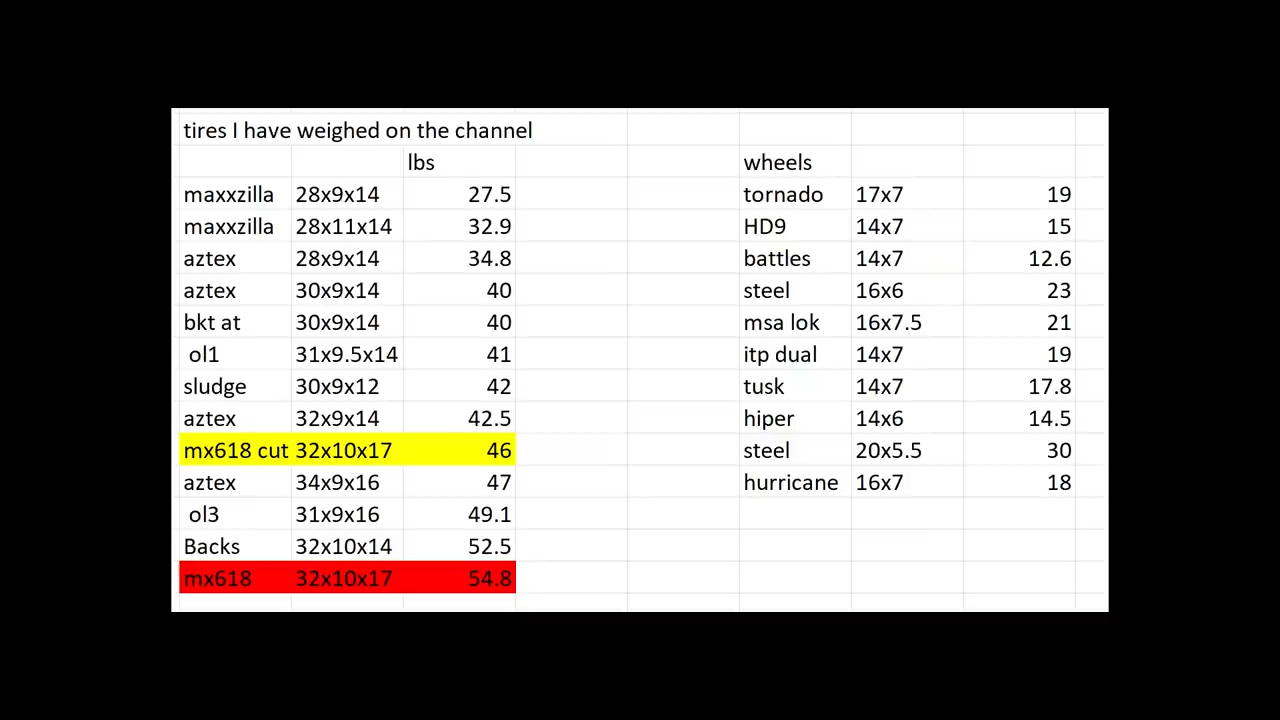 tires I have weighed on the channel
lbs wheels
maxxzilla 28x9x14 27.5 tornado 17x7 19
maxxzilla 28x11x14 32.9 HD9 14x7 15
aztex 28x9x14 34.8 battles 14x7 12.6
aztex 30x9x14 40 steel 16x6 23
bkt at 30x9x14 40 msa lok 16x7.5 21
ol1 31x9.5x14 41 itp dual 14x7 19
sludge 30x9x12 42 tusk 14x7 17.8
aztex 32x9x14 42.5 hiper 14x6 14.5
mx618 cut 32x10x17 46 steel 20x5.5 30
aztex 34x9x16 47 hurricane 16x7 18
ol3 31x9x16 49.1
Backs 32x10x14 52.5
mx618 32x10x17 54.8